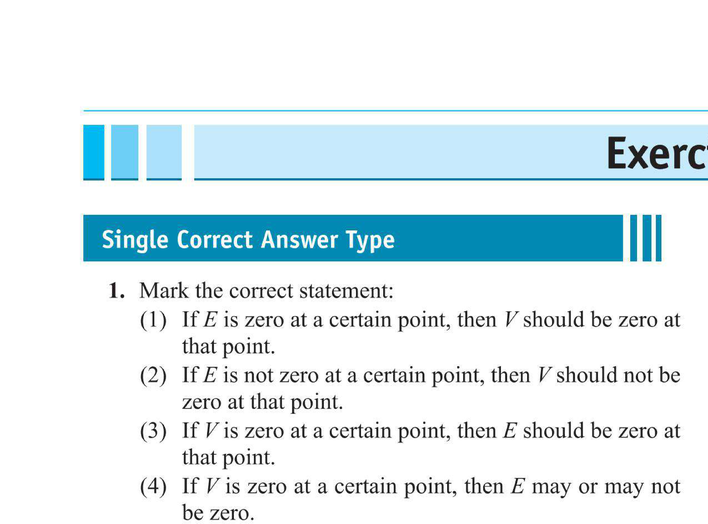 Single Correct Answer Type
1. Mark the correct statement:
(1) If E is zero at a certain point, then V should be zero at
that point.
(2) If E is not zero at a certain point, then V should not be
zero at that point.
(3) If V is zero at a certain point, then E should be zero at
that point.
(4) If V is zero at a certain point, then E may or may not
be zero.